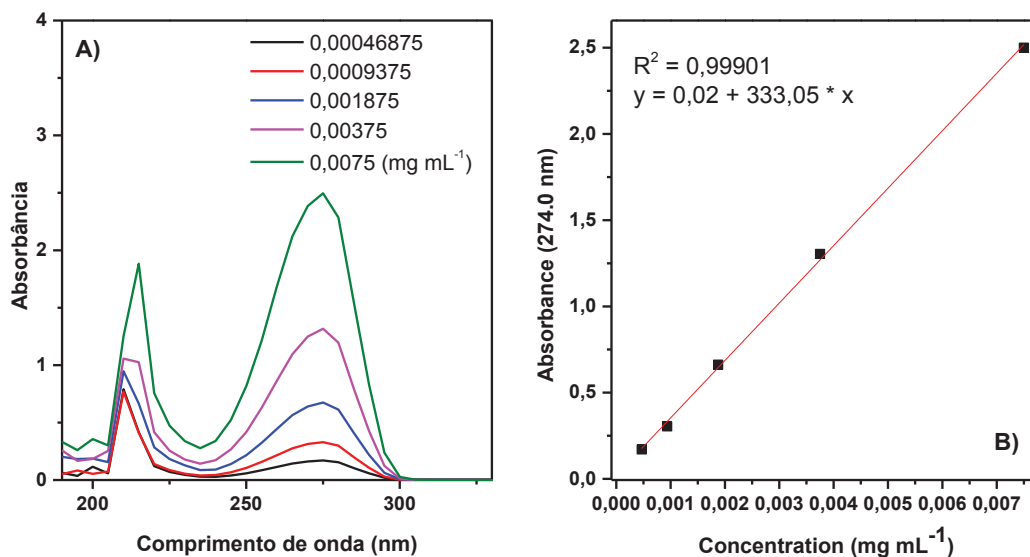 A)
0,00046875
0,0009375
0,001875
0,00375
0,0075 (mg mL⁻¹)
4
3
2
1
0
Absorbância
200 250 300
Comprimento de onda (nm)
R² = 0,99901
y = 0,02 + 333,05 * x
B)
2,5
2,0
1,5
1,0
0,5
0,0
Absorbance (274.0 nm)
0,000 0,001 0,002 0,003 0,004 0,005 0,006 0,007
Concentration (mg mL⁻¹)